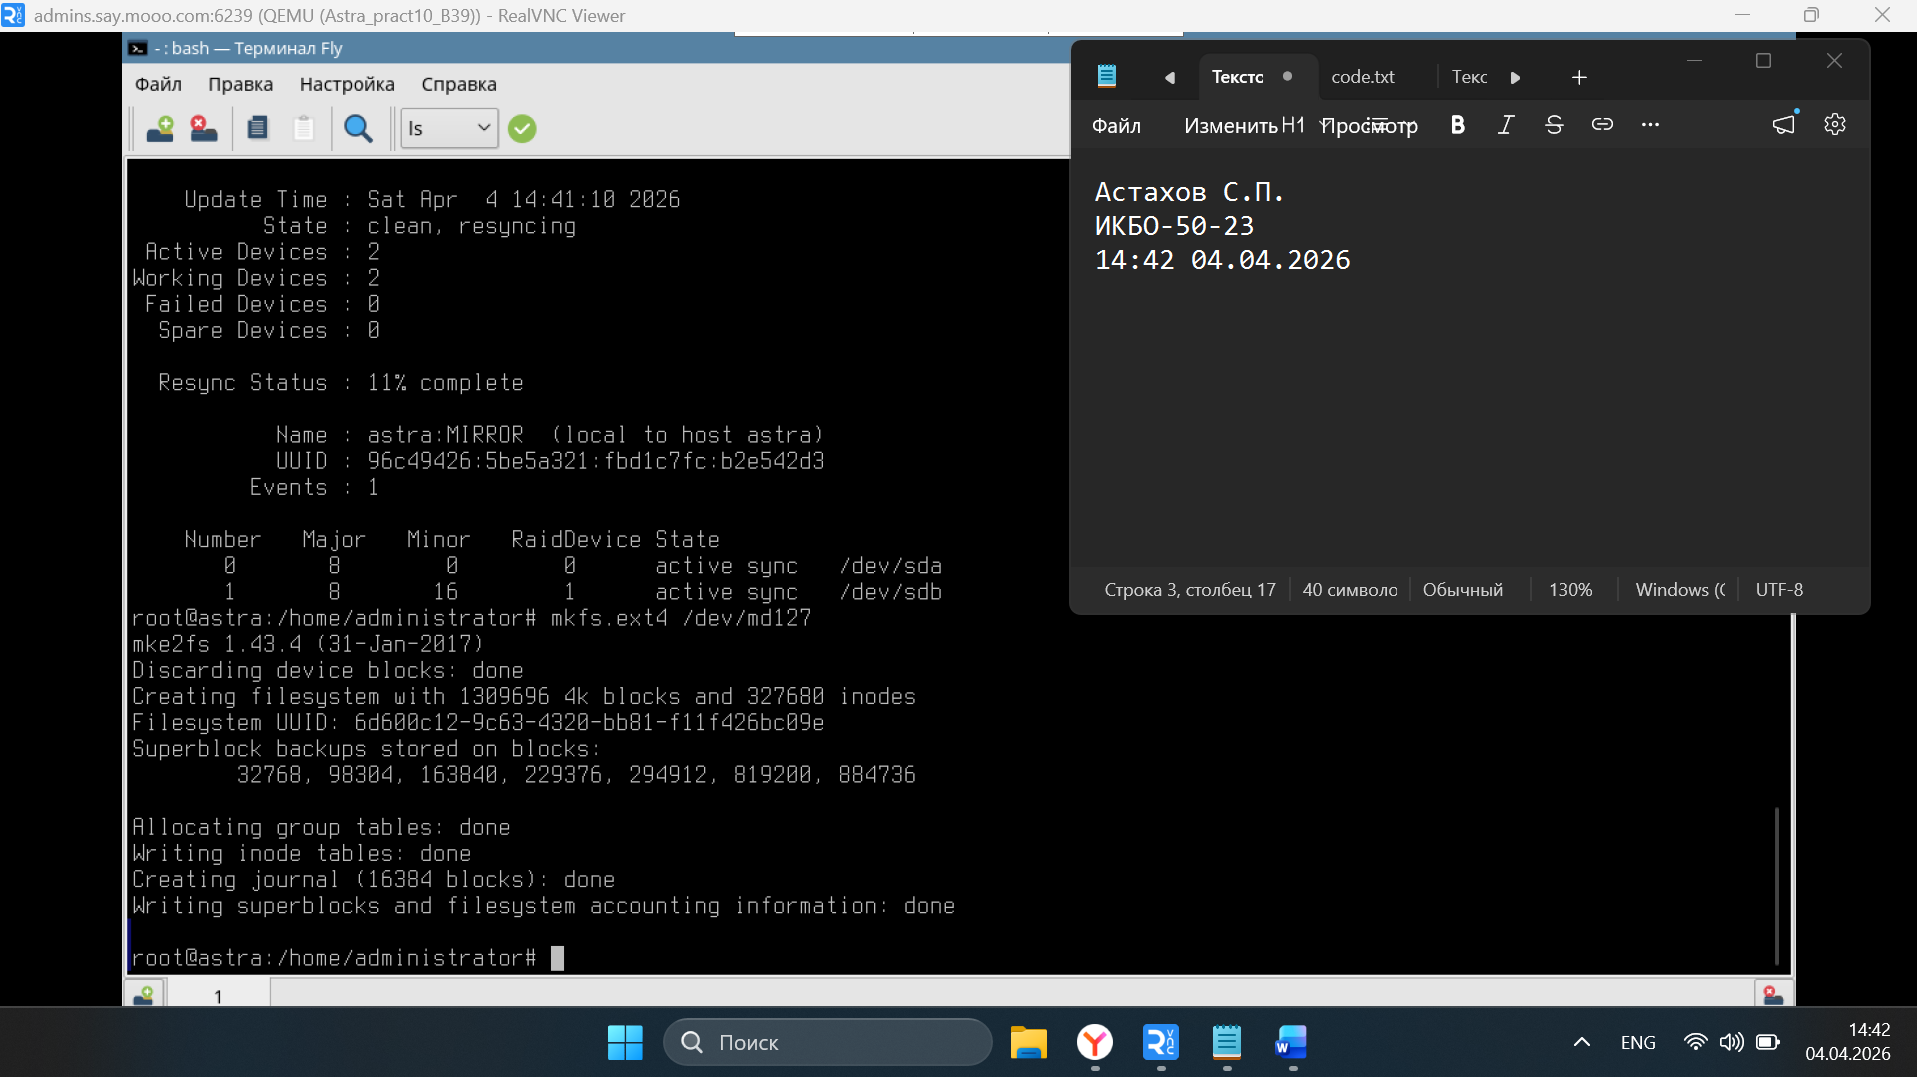 admins.say.mooo.com:6239 (QEMU (Astra_pract10_B39)) - RealVNC Viewer
- : bash — Терминал Fly
Файл Правка Настройка Справка
ls
Update Time : Sat Apr  4 14:41:10 2026
State : clean, resyncing
Active Devices : 2
Working Devices : 2
Failed Devices : 0
Spare Devices : 0
Resync Status : 11% complete
Name : astra:MIRROR  (local to host astra)
UUID : 96c49426:5be5a321:fbd1c7fc:b2e542d3
Events : 1
Number   Major   Minor   RaidDevice State
0       8        0        0      active sync   /dev/sda
1       8       16        1      active sync   /dev/sdb
root@astra:/home/administrator# mkfs.ext4 /dev/md127
mke2fs 1.43.4 (31-Jan-2017)
Discarding device blocks: done
Creating filesystem with 1309696 4k blocks and 327680 inodes
Filesystem UUID: 6d600c12-9c63-4320-bb81-f11f426bc09e
Superblock backups stored on blocks:
32768, 98304, 163840, 229376, 294912, 819200, 884736
Allocating group tables: done
Writing inode tables: done
Creating journal (16384 blocks): done
Writing superblocks and filesystem accounting information: done
root@astra:/home/administrator#
1
Тексто code.txt Текс
Файл Изменить H1 Просмотр B I S
Астахов С.П.
ИКБО-50-23
14:42 04.04.2026
Строка 3, столбец 17 40 символо Обычный 130% Windows (C UTF-8
Поиск
ENG
14:42
04.04.2026